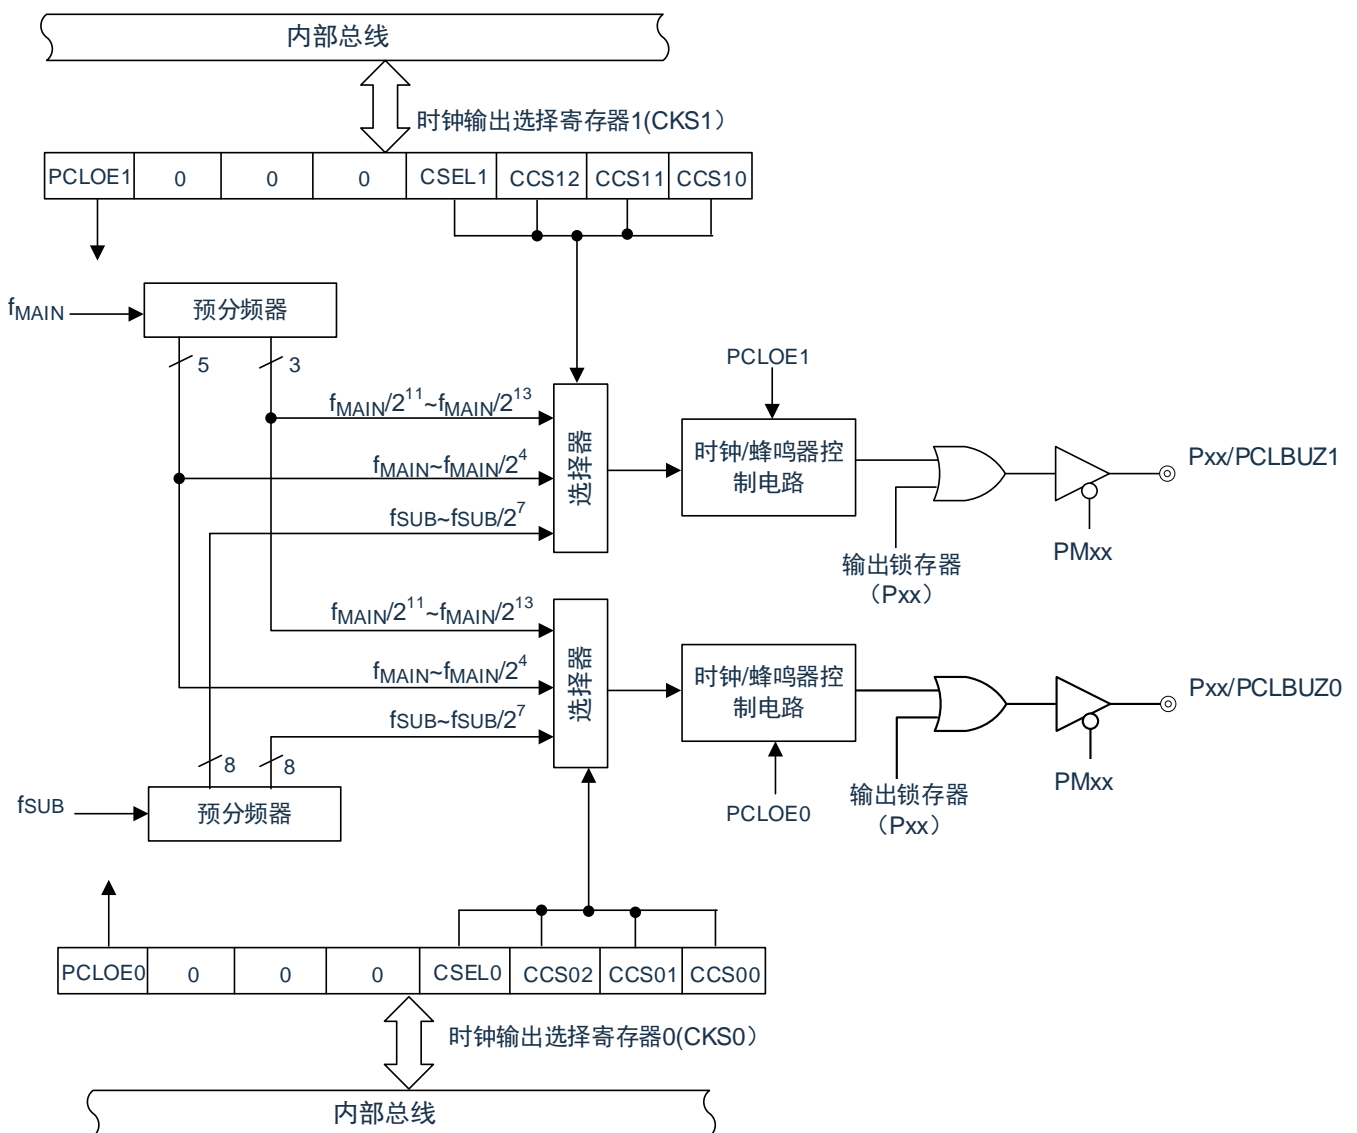 内部总线
时钟输出选择寄存器1(CKS1）
PCLOE1 0 0 0 CSEL1 CCS12 CCS11 CCS10
fMAIN
预分频器
5
3
PCLOE1
fMAIN/2^11~fMAIN/2^13
fMAIN~fMAIN/2^4
fSUB~fSUB/2^7
选择器
时钟/蜂鸣器控
制电路
Pxx/PCLBUZ1
PMxx
输出锁存器
（Pxx）
fMAIN/2^11~fMAIN/2^13
fMAIN~fMAIN/2^4
fSUB~fSUB/2^7
选择器
时钟/蜂鸣器控
制电路
Pxx/PCLBUZ0
PMxx
输出锁存器
（Pxx）
8
8
fSUB
预分频器
PCLOE0
PCLOE0 0 0 0 CSEL0 CCS02 CCS01 CCS00
时钟输出选择寄存器0(CKS0）
内部总线